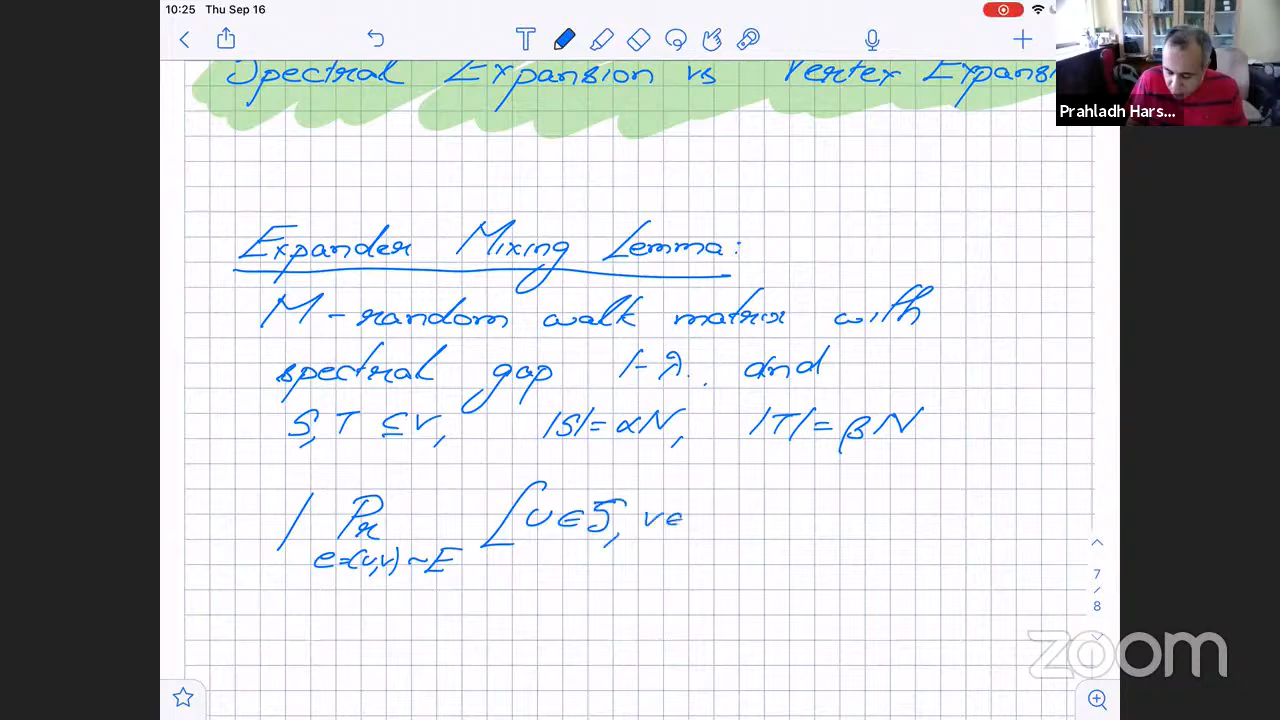 10:25 Thu Sep 16
Spectral Expansion vs Vertex Expansi
Prahladh Hars...
Expander Mixing Lemma:
M - random walk matrix with
spectral gap 1-λ. and
S, T ⊆ V, |S| = αN, |T| = βN
| Pr [u ∈ S, v ∈
e=(u,v) ~ E
7
/
8
zoom